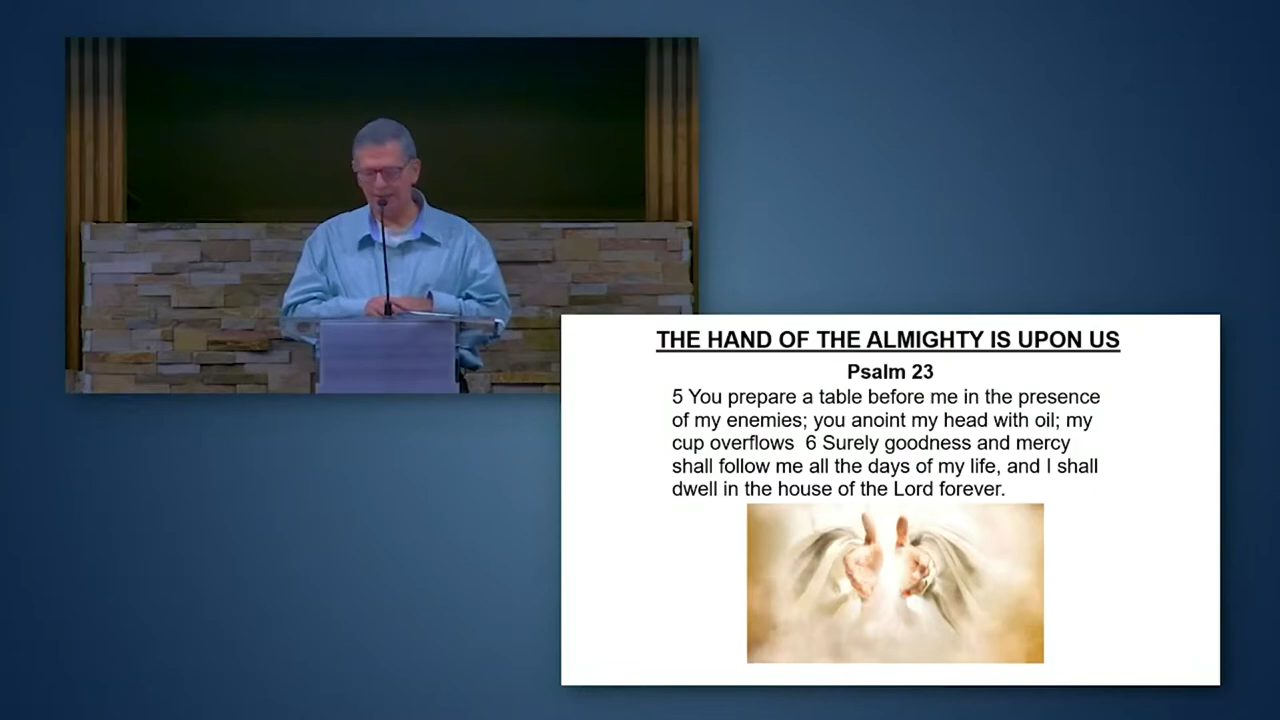 THE HAND OF THE ALMIGHTY IS UPON US
Psalm 23
5 You prepare a table before me in the presence
of my enemies; you anoint my head with oil; my
cup overflows  6 Surely goodness and mercy
shall follow me all the days of my life, and I shall
dwell in the house of the Lord forever.